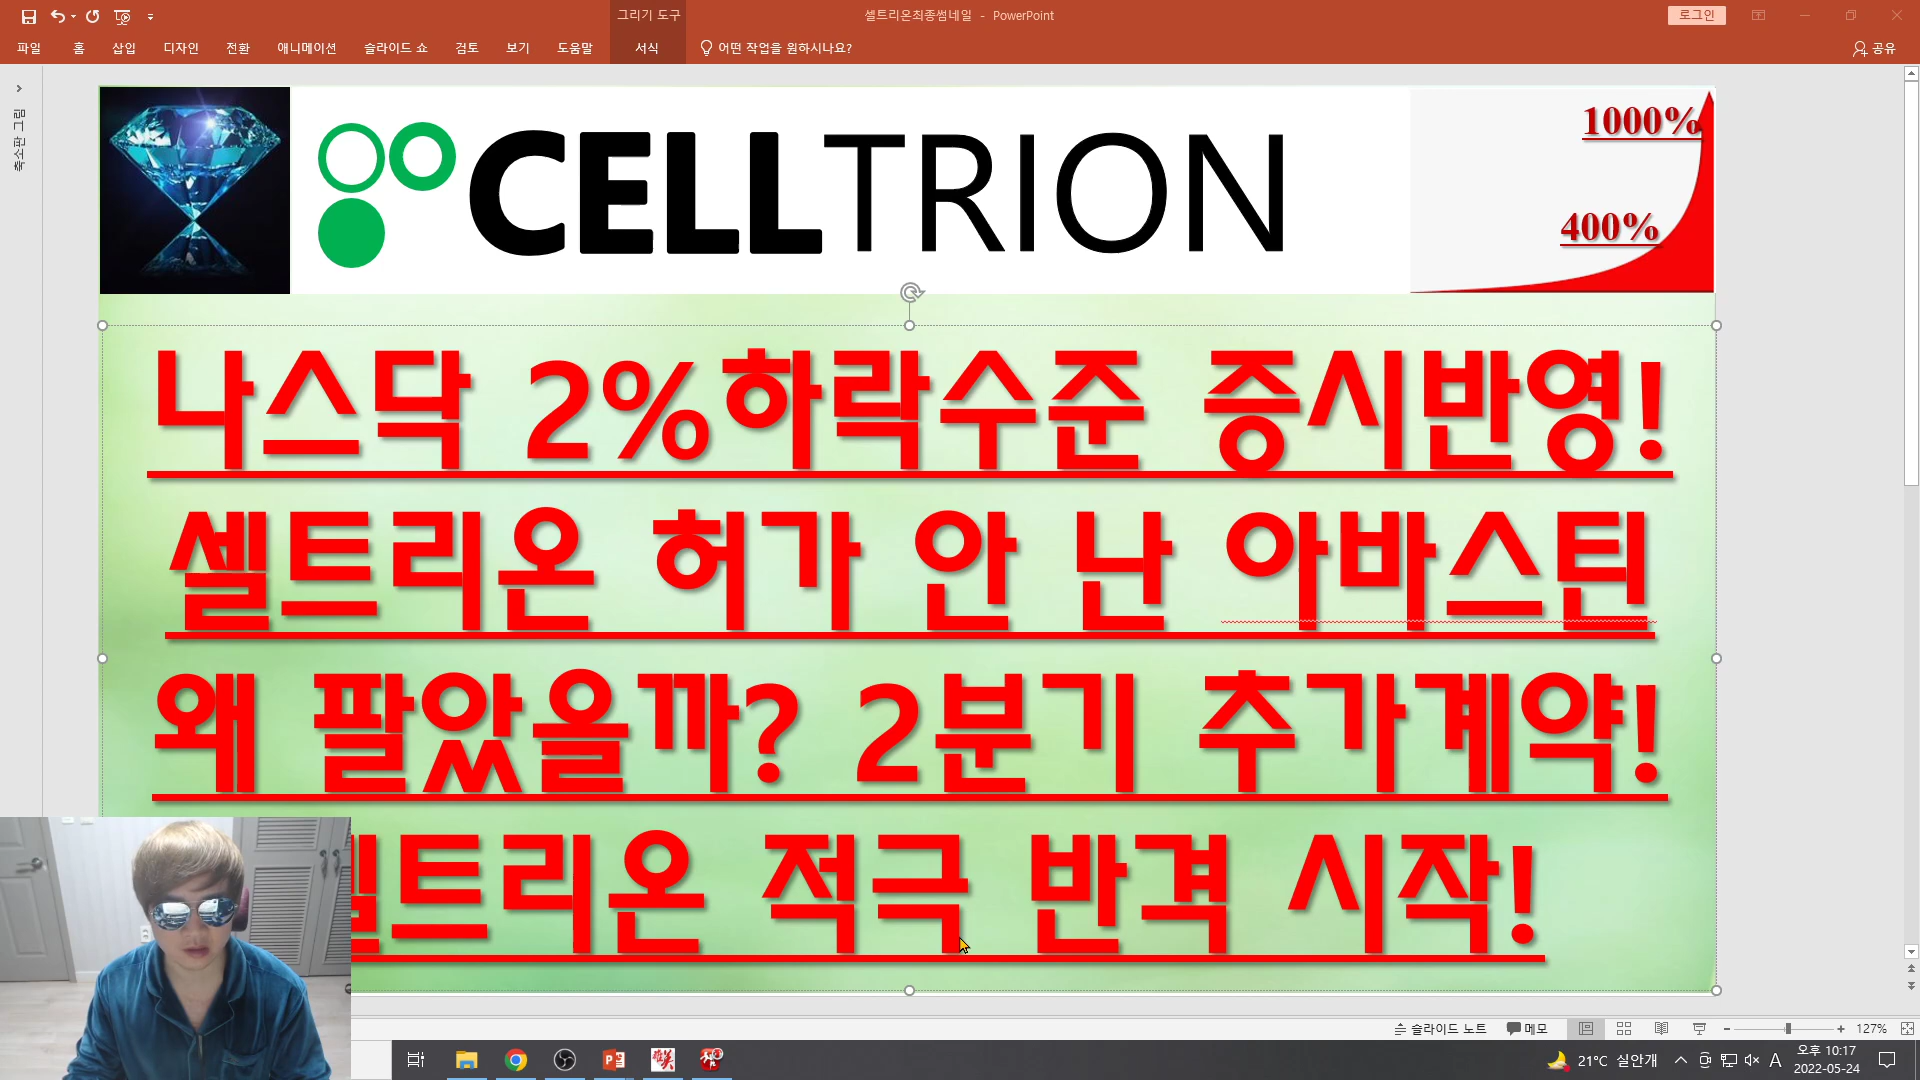 그리기 도구
셀트리온최종썸네일 - PowerPoint
로그인
파일 홈 삽입 디자인 전환 애니메이션 슬라이드 쇼 검토 보기 도움말 서식 어떤 작업을 원하시나요?
공유
축소판 그림
CELLTRION
1000%
400%
나스닥 2%하락수준 증시반영!
셀트리온 허가 안 난 아바스틴
왜 팔았을까? 2분기 추가계약!
트리온 적극 반격 시작!
슬라이드 노트 메모 127%
21°C 실안개 A 오후 10:17
2022-05-24